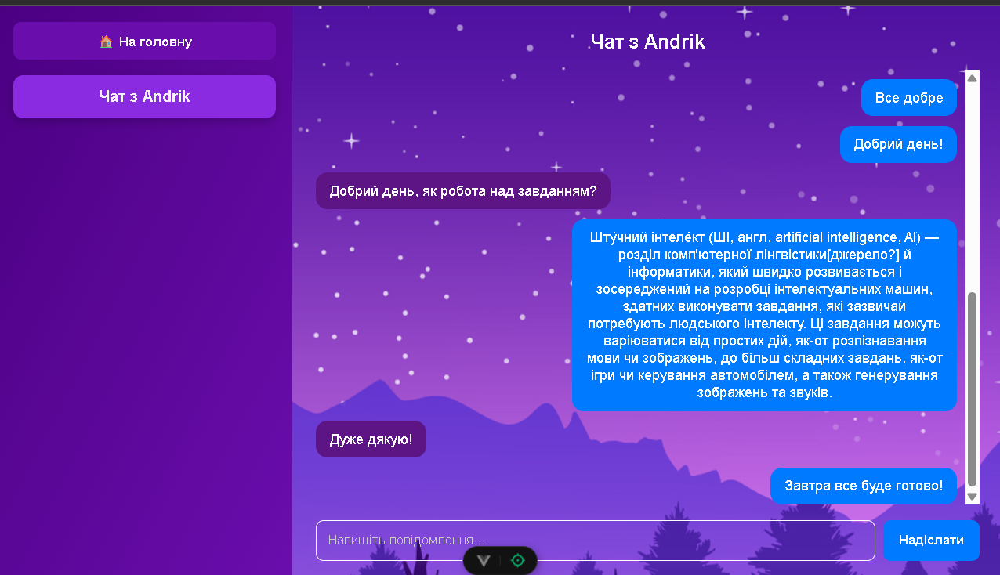 На головну
Чат з Andrik
Чат з Andrik
Все добре
Добрий день!
Добрий день, як робота над завданням?
Шту́чний інтеле́кт (ШІ, англ. artificial intelligence, AI) —
розділ комп'ютерної лінгвістики[джерело?] й
інформатики, який швидко розвивається і
зосереджений на розробці інтелектуальних машин,
здатних виконувати завдання, які зазвичай
потребують людського інтелекту. Ці завдання можуть
варіюватися від простих дій, як-от розпізнавання
мови чи зображень, до більш складних завдань, як-от
ігри чи керування автомобілем, а також генерування
зображень та звуків.
Дуже дякую!
Завтра все буде готово!
Напишіть повідомлення...
Надіслати